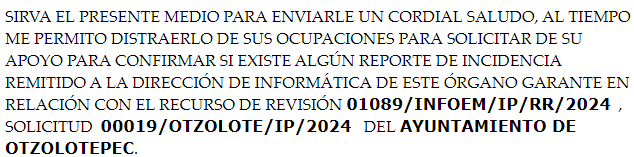 SIRVA EL PRESENTE MEDIO PARA ENVIARLE UN CORDIAL SALUDO, AL TIEMPO
ME PERMITO DISTRAERLO DE SUS OCUPACIONES PARA SOLICITAR DE SU
APOYO PARA CONFIRMAR SI EXISTE ALGÚN REPORTE DE INCIDENCIA
REMITIDO A LA DIRECCIÓN DE INFORMÁTICA DE ESTE ÓRGANO GARANTE EN
RELACIÓN CON EL RECURSO DE REVISIÓN 01089/INFOEM/IP/RR/2024 ,
SOLICITUD 00019/OTZOLOTE/IP/2024 DEL AYUNTAMIENTO DE
OTZOLOTEPEC.